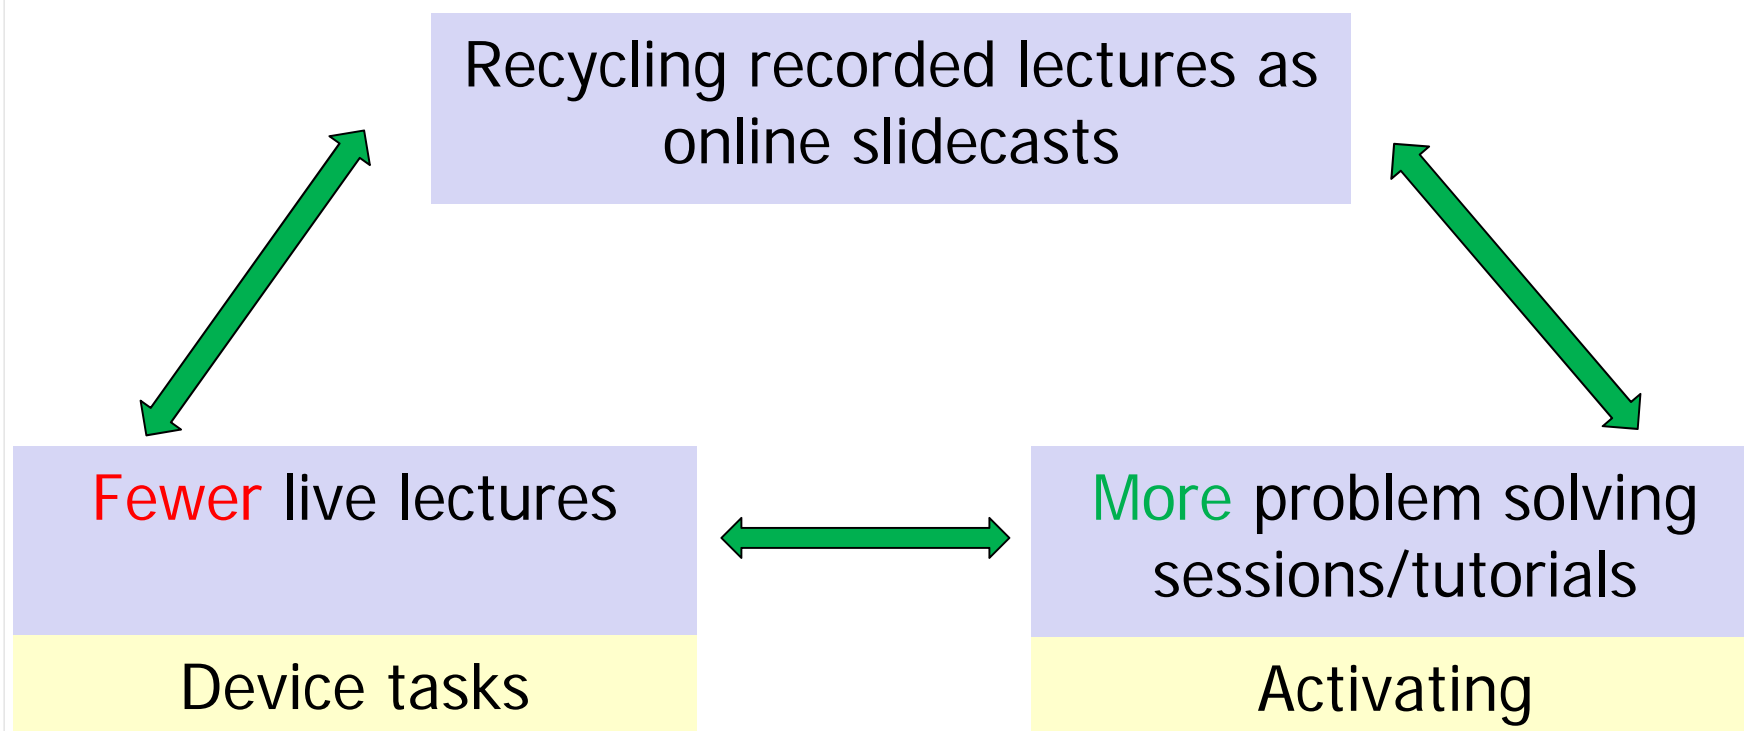 Recycling recorded lectures as
online slidecasts
Fewer live lectures
More problem solving
sessions/tutorials
Device tasks
Activating